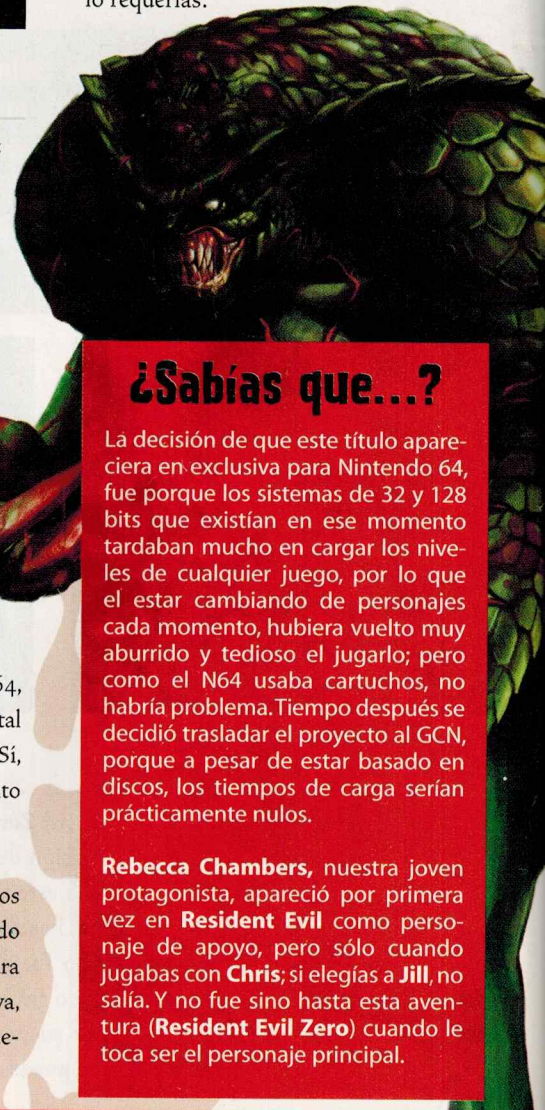 lo requerías.
¿Sabías que...?
La decisión de que este título apare-
ciera en exclusiva para Nintendo 64,
fue porque los sistemas de 32 y 128
bits que existían en ese momento
tardaban mucho en cargar los nive-
les de cualquier juego, por lo que
el estar cambiando de personajes
cada momento, hubiera vuelto muy
aburrido y tedioso el jugarlo; pero
como el N64 usaba cartuchos, no
habría problema. Tiempo después se
decidió trasladar el proyecto al GCN,
porque a pesar de estar basado en
discos, los tiempos de carga serían
prácticamente nulos.
Rebecca Chambers, nuestra joven
protagonista, apareció por primera
vez en Resident Evil como perso-
naje de apoyo, pero sólo cuando
jugabas con Chris; si elegías a Jill, no
salía. Y no fue sino hasta esta aven-
tura (Resident Evil Zero) cuando le
toca ser el personaje principal.